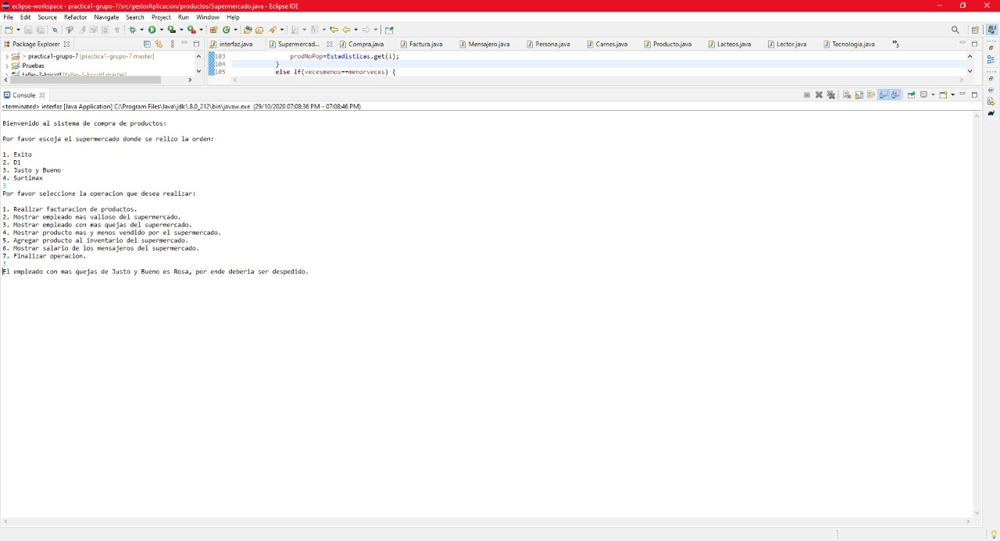 eclipse-workspace - practica1-grupo-7/src/gestorAplicacion/productos/Supermercado.java - Eclipse IDE
File Edit Source Refactor Navigate Search Project Run Window Help
Package Explorer
interfaz.java Supermercad... Compra.java Factura.java Mensajero.java Persona.java Carnes.java Producto.java Lacteos.java Lector.java Tecnologia.java »3
> practica1-grupo-7 [practica1-grupo-7 master]
Pruebas
103 prodNoPop=Estadisticas.get(i);
104 }
105 else if(vecesmenos==menorveces) {
Console
<terminated> interfaz [Java Application] C:\Program Files\Java\jdk1.8.0_212\bin\javaw.exe (29/10/2020 07:08:36 PM – 07:08:46 PM)
Bienvenido al sistema de compra de productos:
Por favor escoja el supermercado donde se relizo la orden:
1. Exito
2. D1
3. Justo y Bueno
4. Surtimax
3
Por favor seleccione la operacion que desea realizar:
1. Realizar facturacion de productos.
2. Mostrar empleado mas valioso del supermercado.
3. Mostrar empleado con mas quejas del supermercado.
4. Mostrar producto mas y menos vendido por el supermercado.
5. Agregar producto al inventario del supermercado.
6. Mostrar salario de los mensajeros del supermercado.
7. Finalizar operacion.
3
El empleado con mas quejas de Justo y Bueno es Rosa, por ende deberia ser despedido.